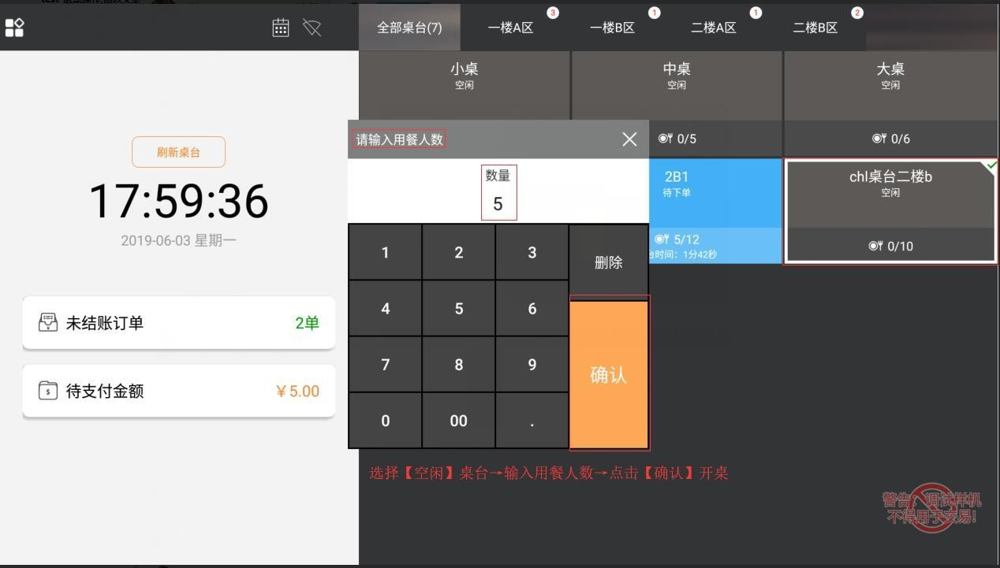 全部桌台(7)
一楼A区
3
一楼B区
1
二楼A区
1
二楼B区
2
小桌
空闲
中桌
空闲
大桌
空闲
请输入用餐人数
0/5
0/6
刷新桌台
17:59:36
2019-06-03 星期一
数量
5
2B1
待下单
5/12
台时间：1分42秒
chl桌台二楼b
空闲
0/10
1
2
3
删除
4
5
6
确认
7
8
9
0
00
.
未结账订单
2单
待支付金额
￥5.00
选择【空闲】桌台→输入用餐人数→点击【确认】开桌
警告：调试样机
不得用于交易!